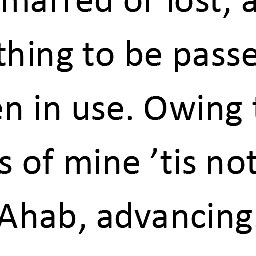 marred or lost, a
thing to be passe
en in use. Owing t
s of mine ’tis not
Ahab, advancing